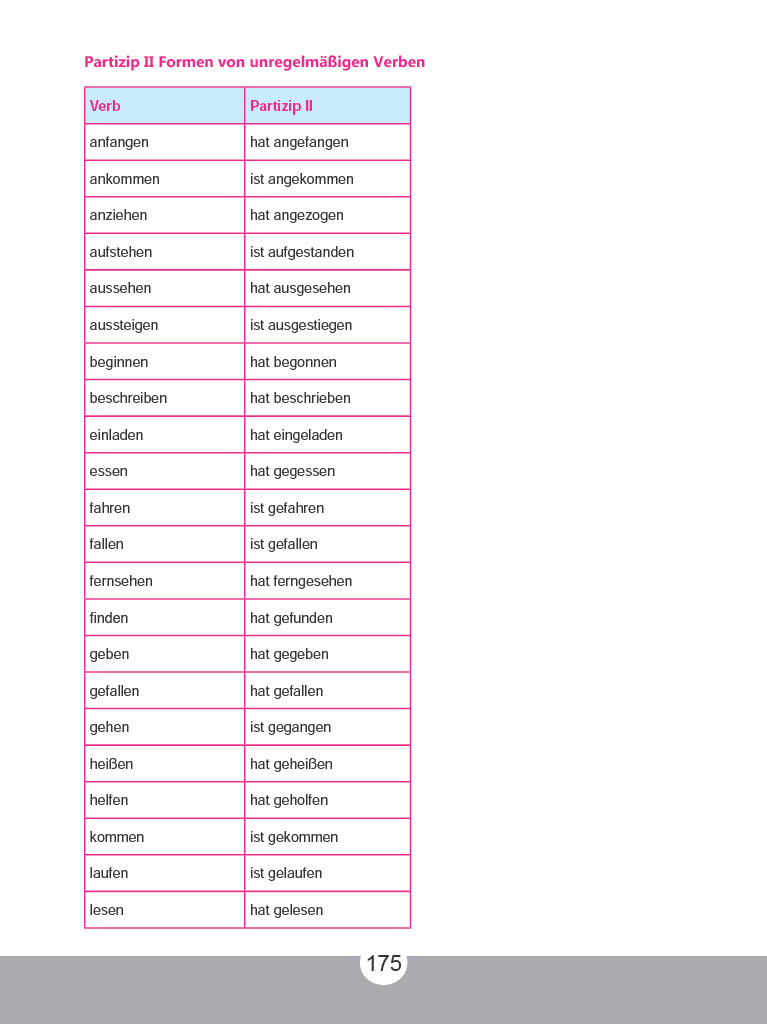 Partizip II Formen von unregelmäßigen Verben
Verb Partizip II
anfangen hat angefangen
ankommen ist angekommen
anziehen hat angezogen
aufstehen ist aufgestanden
aussehen hat ausgesehen
aussteigen ist ausgestiegen
beginnen hat begonnen
beschreiben hat beschrieben
einladen hat eingeladen
essen hat gegessen
fahren ist gefahren
fallen ist gefallen
fernsehen hat ferngesehen
finden hat gefunden
geben hat gegeben
gefallen hat gefallen
gehen ist gegangen
heißen hat geheißen
helfen hat geholfen
kommen ist gekommen
laufen ist gelaufen
lesen hat gelesen
175